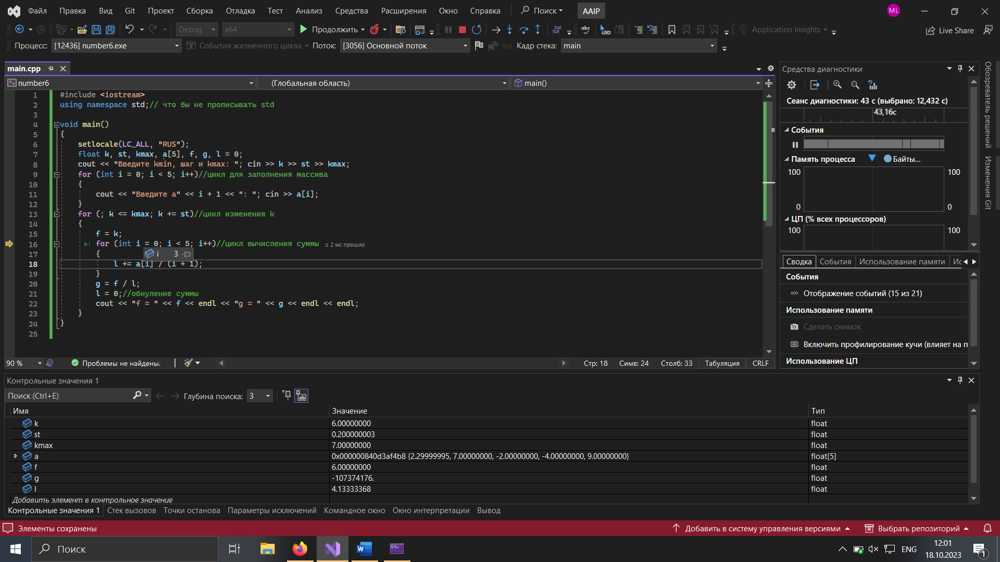 Файл Правка Вид Git Проект Сборка Отладка Тест Анализ Средства Расширения Окно Справка Поиск AAIP ML
Debug x64 Продолжить Application Insights Live Share
Процесс: [12436] number6.exe События жизненного цикла Поток: [3056] Основной поток Кадр стека: main
main.cpp
number6 (Глобальная область) main()
1 #include <iostream>
2 using namespace std;// что бы не прописывать std
3
4 void main()
5 {
6 setlocale(LC_ALL, "RUS");
7 float k, st, kmax, a[5], f, g, l = 0;
8 cout << "Введите kmin, шаг и kmax: "; cin >> k >> st >> kmax;
9 for (int i = 0; i < 5; i++)//цикл для заполнения массива
10 {
11 cout << "Введите a" << i + 1 << ": "; cin >> a[i];
12 }
13 for (; k <= kmax; k += st)//цикл изменения k
14 {
15 f = k;
16 for (int i = 0; i < 5; i++)//цикл вычисления суммы ≤ 2 мс прошло
17 {
i 3
18 l += a[i] / (i + 1);
19 }
20 g = f / l;
21 l = 0;//обнуление суммы
22 cout << "f = " << f << endl << "g = " << g << endl << endl;
23 }
24 }
25
90 % Проблемы не найдены. Стр: 18 Симв: 24 Столб: 33 Табуляция CRLF
Средства диагностики
Сеанс диагностики: 43 с (выбрано: 12,432 с)
43,16с
События
Память процесса Байты...
100 100
0 0
ЦП (% всех процессоров)
100 100
Сводка События Использование памяти Ис
События
Отображение событий (15 из 21)
Использование памяти
Сделать снимок
Включить профилирование кучи (влияет на п
Использование ЦП
Обозреватель решений
Изменения Git
Контрольные значения 1
Поиск (Ctrl+E) Глубина поиска: 3
Имя Значение Тип
k 6.00000000 float
st 0.200000003 float
kmax 7.00000000 float
a 0x000000840d3af4b8 {2.29999995, 7.00000000, -2.00000000, -4.00000000, 9.00000000} float[5]
f 6.00000000 float
g -107374176. float
l 4.13333368 float
Добавить элемент в контрольное значение
Контрольные значения 1 Стек вызовов Точки останова Параметры исключений Командное окно Окно интерпретации Вывод
Элементы сохранены Добавить в систему управления версиями Выбрать репозиторий
Поиск ENG 12:01
18.10.2023 1